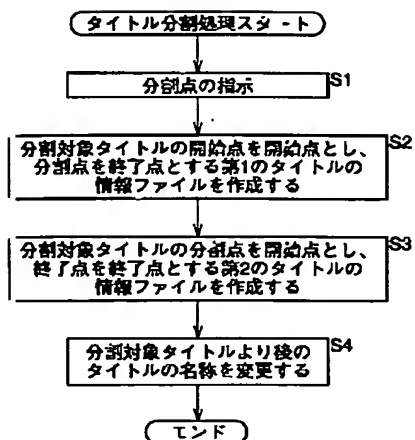 タイトル分割処理スタート
分割点の指示
S1
分割対象タイトルの開始点を開始点とし、
分割点を終了点とする第1のタイトルの
情報ファイルを作成する
S2
分割対象タイトルの分割点を開始点とし、
終了点を終了点とする第2のタイトルの
情報ファイルを作成する
S3
分割対象タイトルより後の
タイトルの名称を変更する
S4
エンド